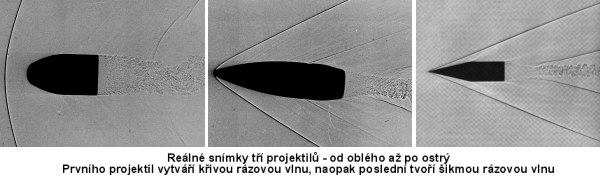 Reálné snímky tří projektilů - od oblého až po ostrý
Prvního projektil vytváří křivou rázovou vlnu, naopak poslední tvoří šikmou rázovou vlnu